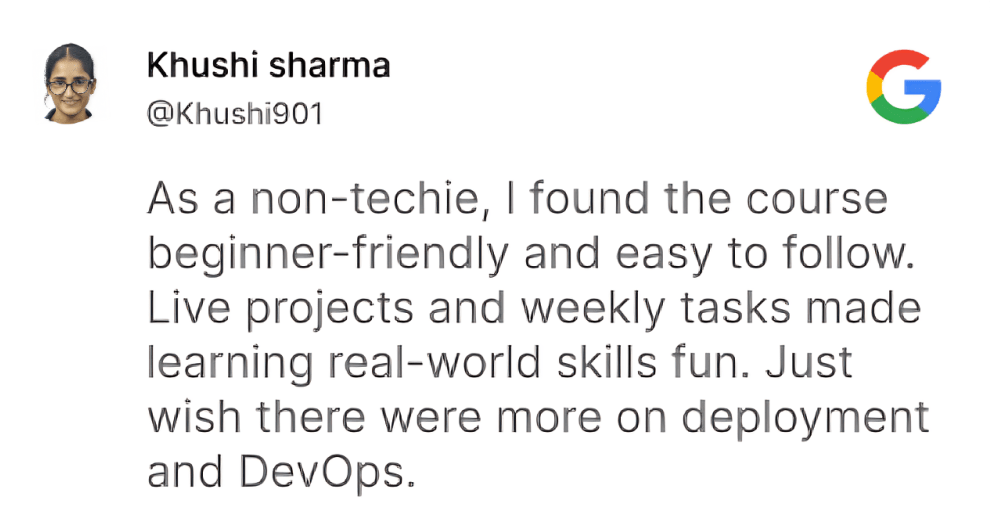 Khushi sharma
@Khushi901
As a non-techie, I found the course
beginner-friendly and easy to follow.
Live projects and weekly tasks made
learning real-world skills fun. Just
wish there were more on deployment
and DevOps.